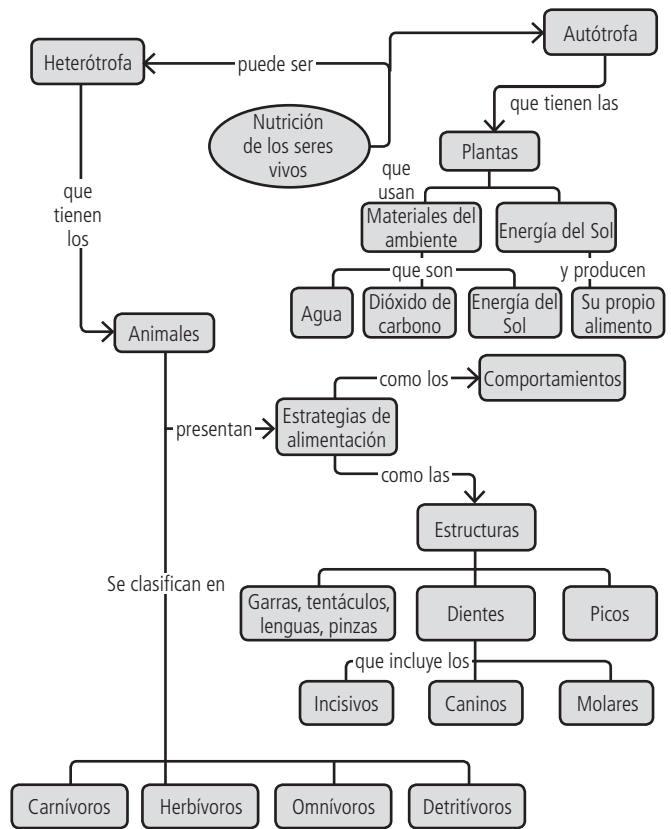 Autótrofa
Heterótrofa
puede ser
que tienen las
Nutrición
de los seres
vivos
Plantas
que
usan
que
tienen
los
Materiales del
ambiente
Energía del Sol
que son
y producen
Agua
Dióxido de
carbono
Energía del
Sol
Su propio
alimento
Animales
como los
Comportamientos
presentan
Estrategias de
alimentación
como las
Estructuras
Se clasifican en
Garras, tentáculos,
lenguas, pinzas
Dientes
Picos
que incluye los
Incisivos
Caninos
Molares
Carnívoros
Herbívoros
Omnívoros
Detritívoros